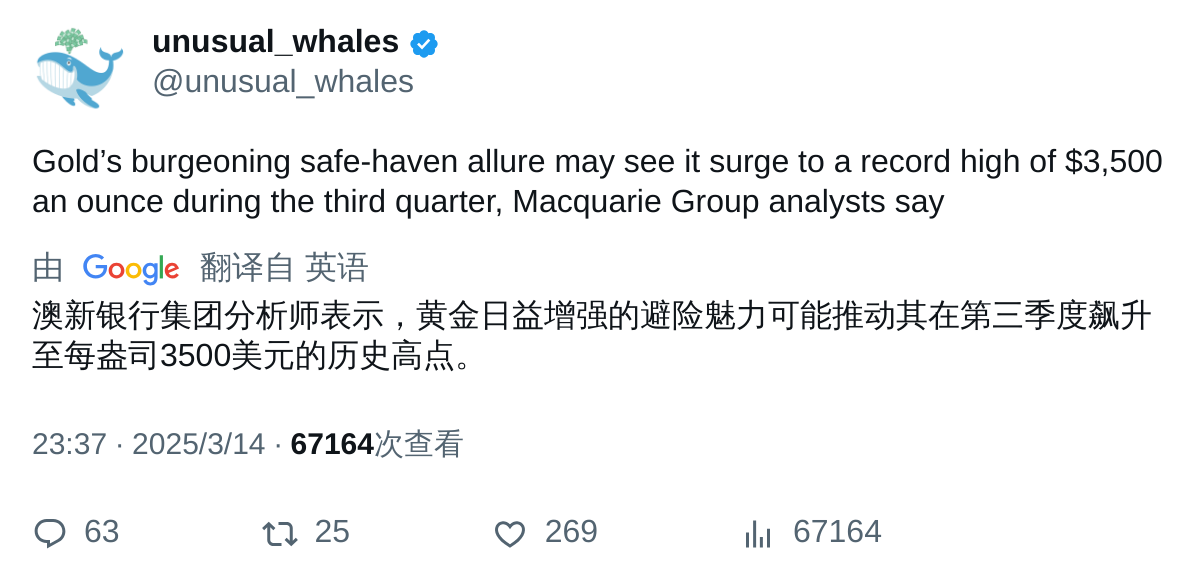 unusual_whales
@unusual_whales
Gold’s burgeoning safe-haven allure may see it surge to a record high of $3,500
an ounce during the third quarter, Macquarie Group analysts say
由 Google 翻译自 英语
澳新银行集团分析师表示，黄金日益增强的避险魅力可能推动其在第三季度飙升
至每盎司3500美元的历史高点。
23:37 · 2025/3/14 · 67164次查看
63 25 269 67164